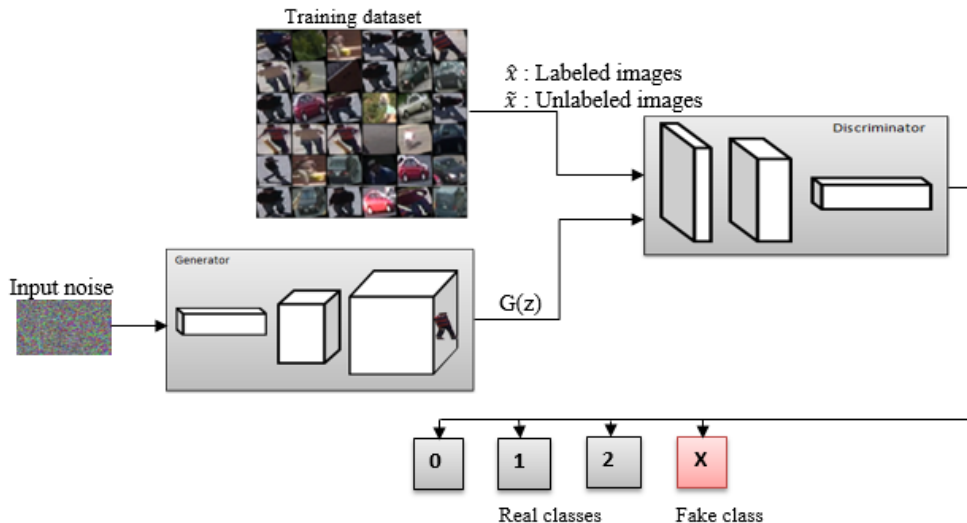 Training dataset
x̂ : Labeled images
x̃ : Unlabeled images
Discriminator
Generator
Input noise
G(z)
0 1 2 X
Real classes Fake class